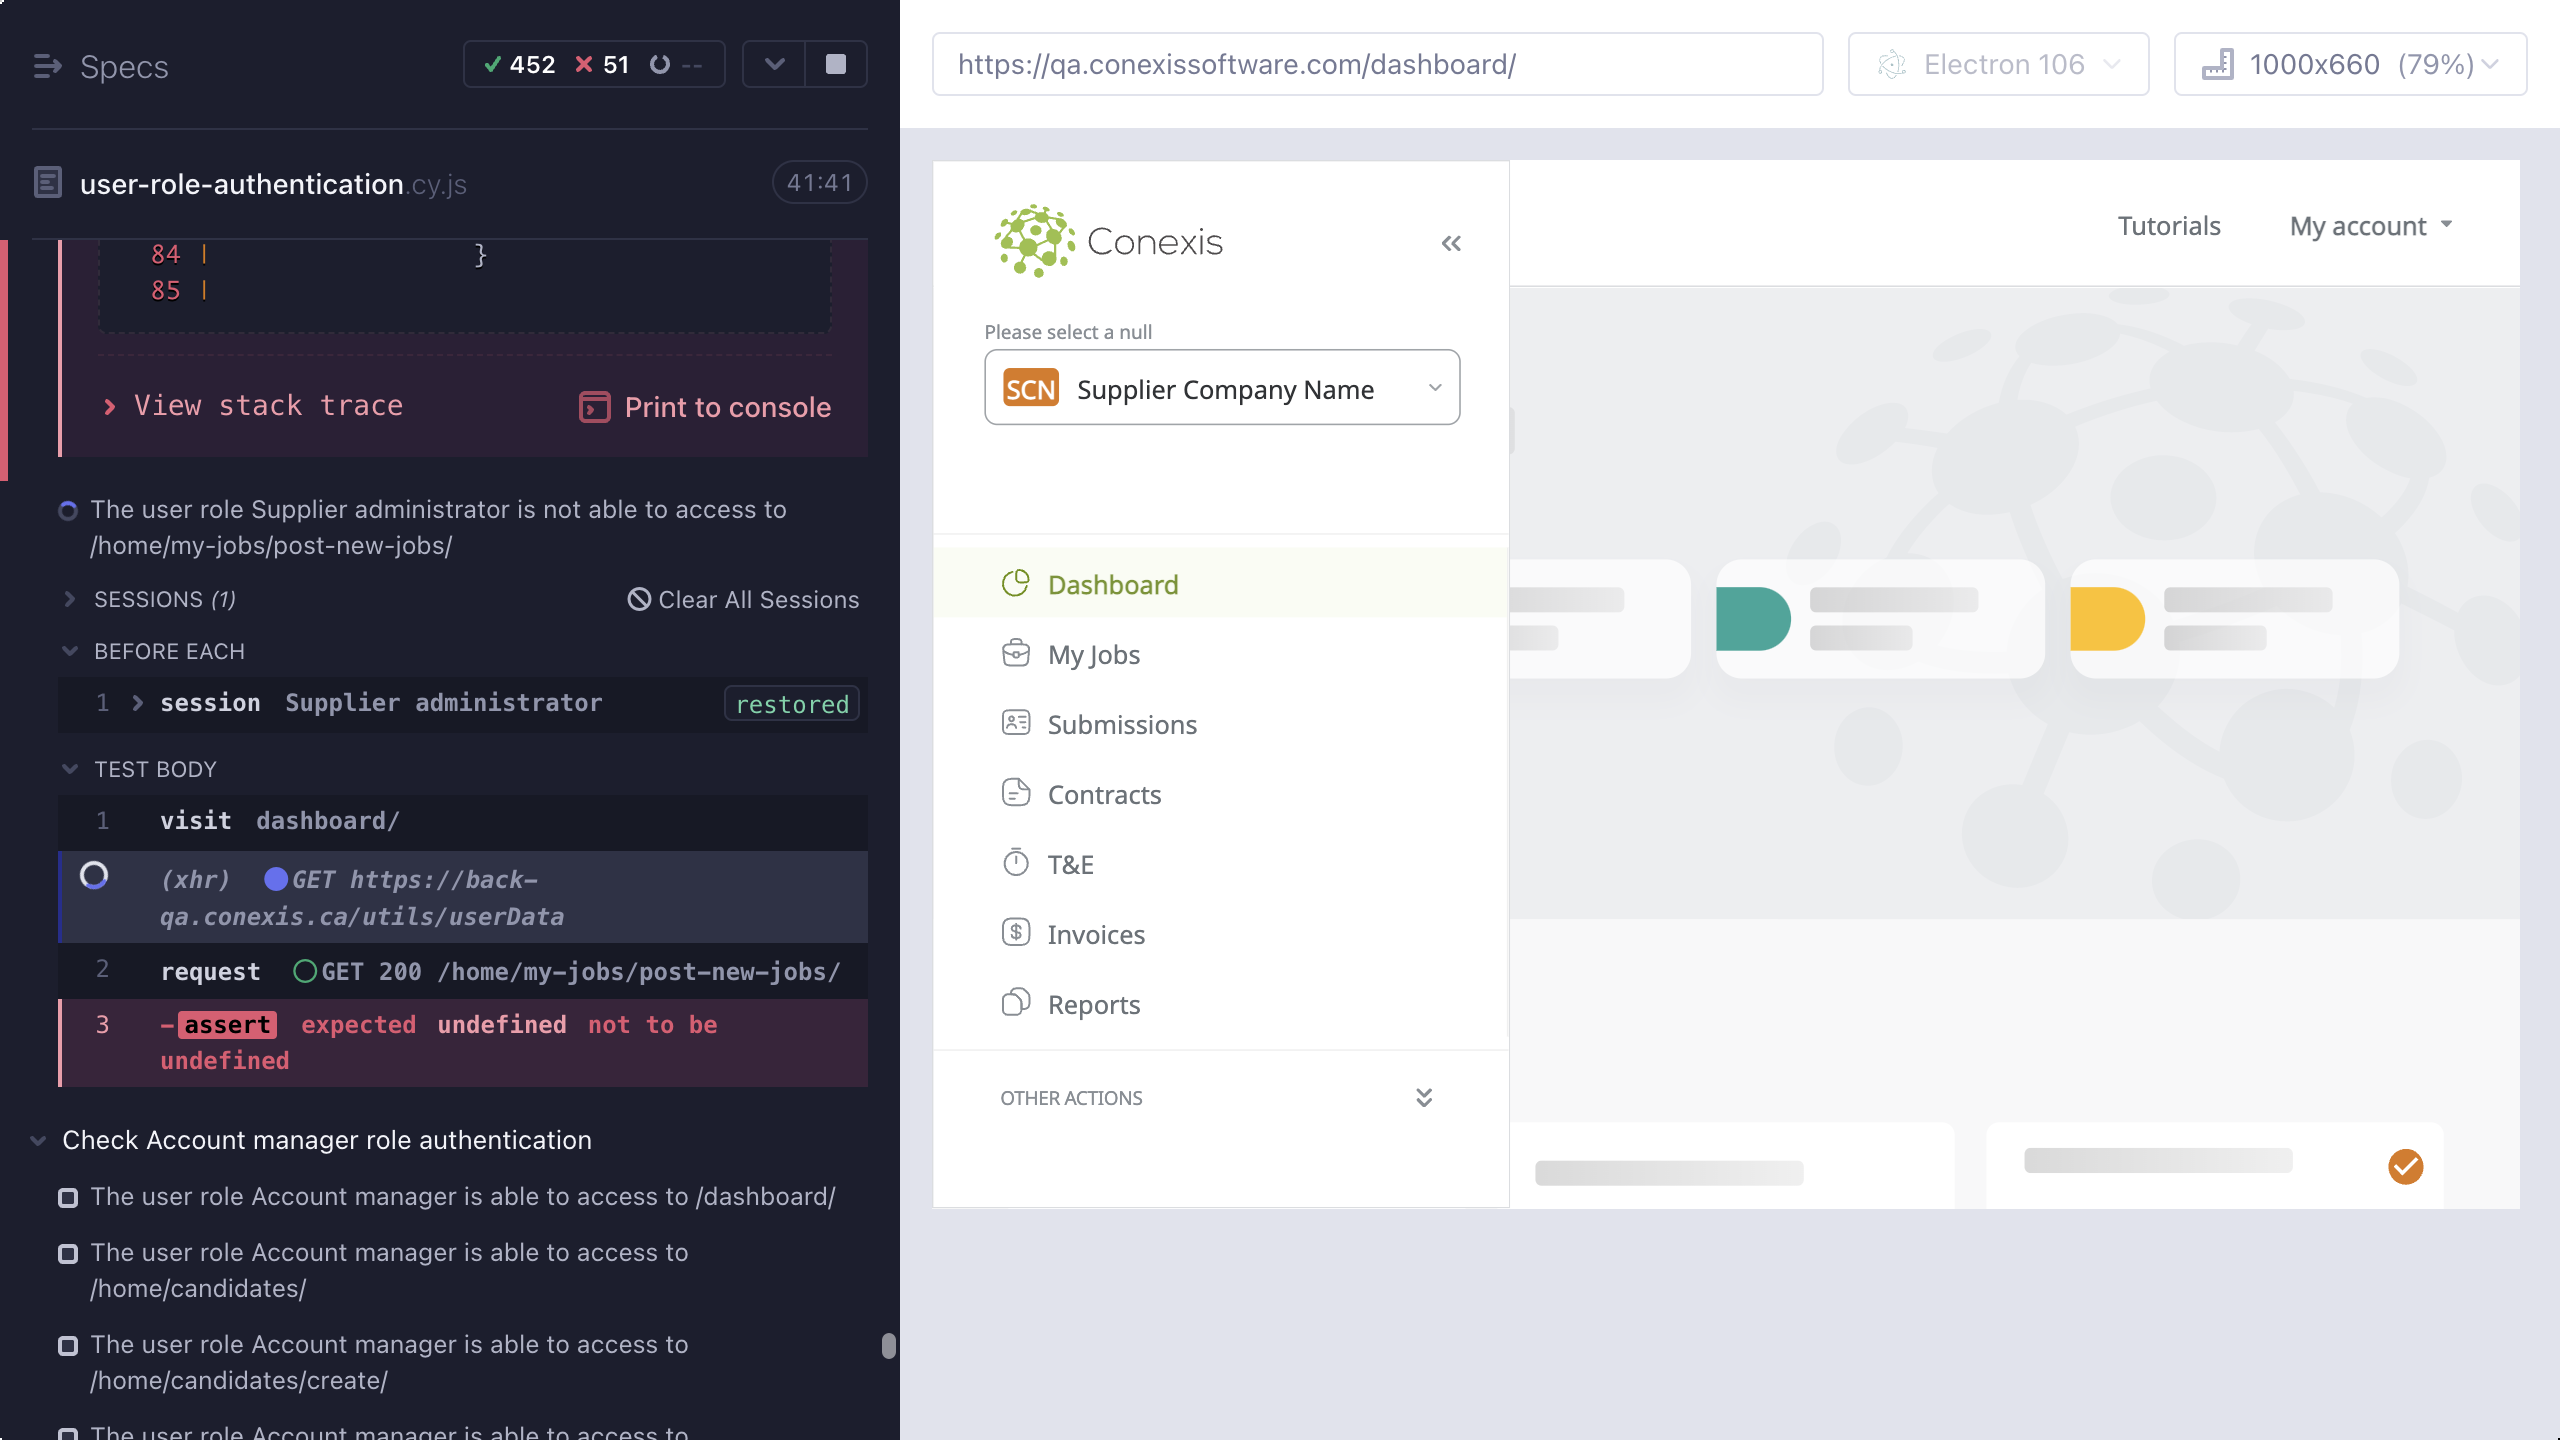 Specs
452 51 --
user-role-authentication.cy.js
41:41
84 | }
85 |
View stack trace
Print to console
The user role Supplier administrator is not able to access to
/home/my-jobs/post-new-jobs/
SESSIONS (1)
Clear All Sessions
BEFORE EACH
1 session Supplier administrator restored
TEST BODY
1 visit dashboard/
(xhr) GET https://back-
qa.conexis.ca/utils/userData
2 request GET 200 /home/my-jobs/post-new-jobs/
3 -assert expected undefined not to be
undefined
Check Account manager role authentication
The user role Account manager is able to access to /dashboard/
The user role Account manager is able to access to
/home/candidates/
The user role Account manager is able to access to
/home/candidates/create/
The user role Account manager is able to access to
https://qa.conexissoftware.com/dashboard/
Electron 106
1000x660 (79%)
Conexis
Tutorials
My account
Please select a null
SCN Supplier Company Name
Dashboard
My Jobs
Submissions
Contracts
T&E
Invoices
Reports
OTHER ACTIONS